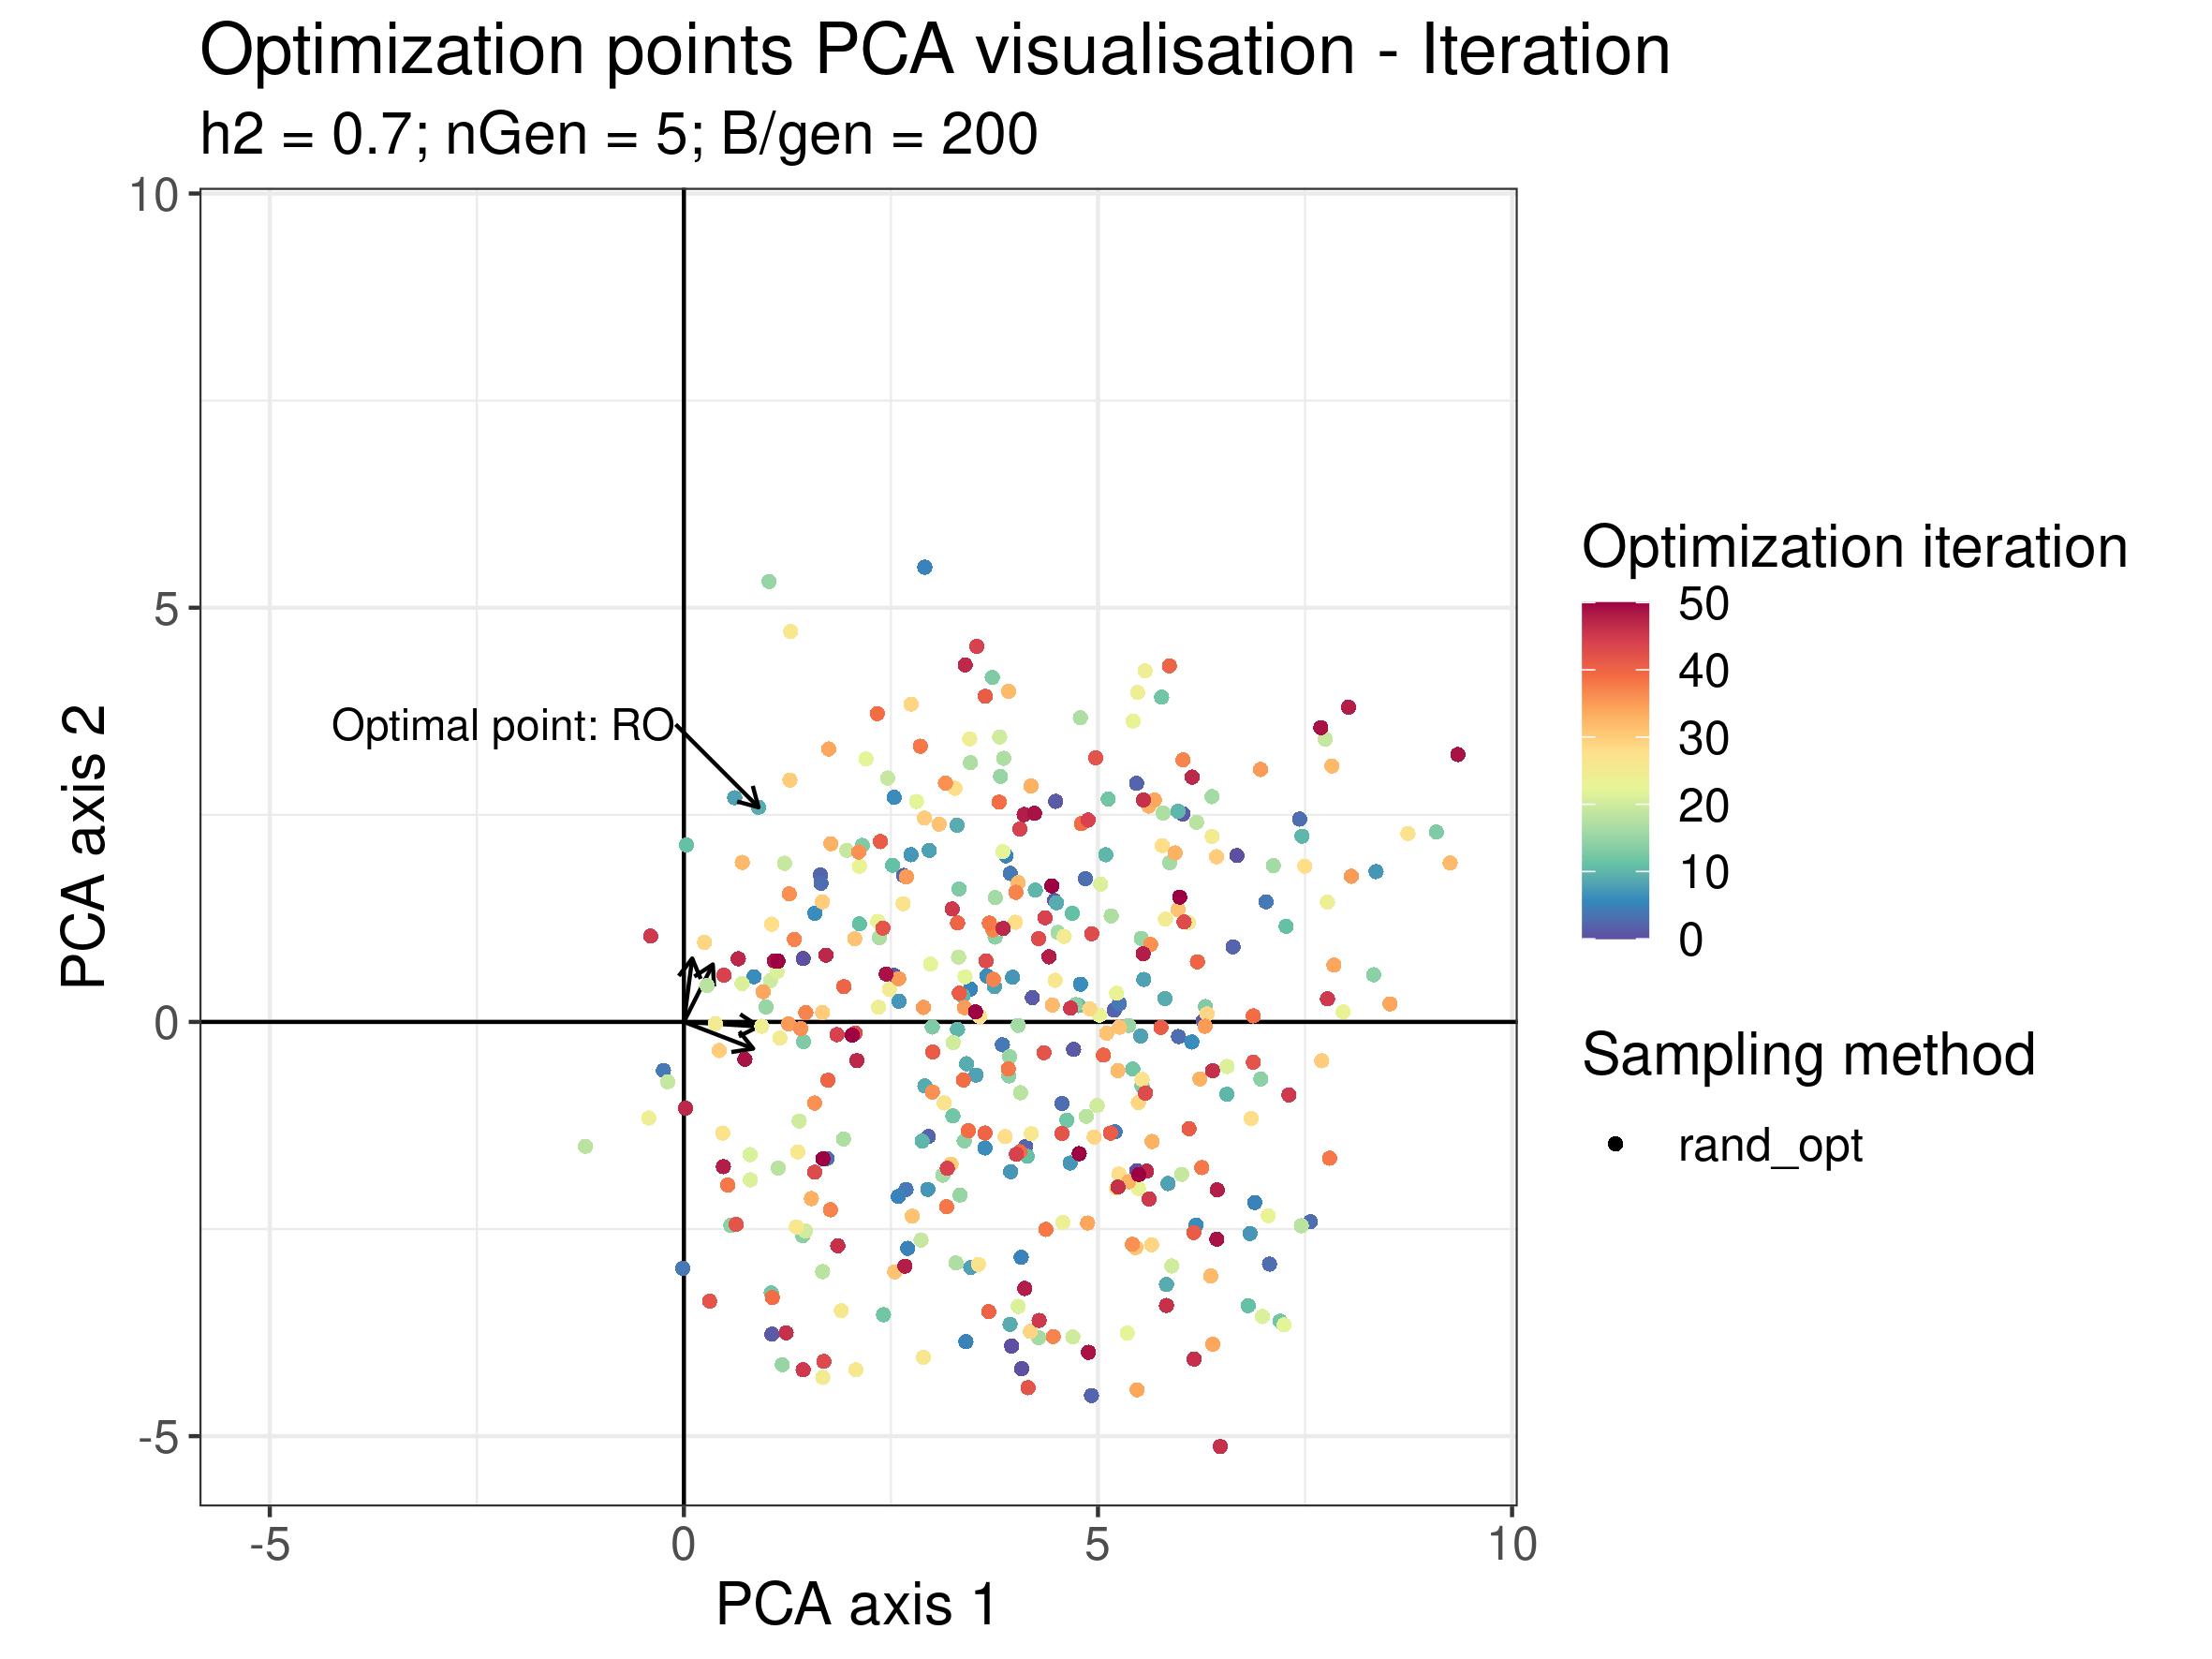 Optimization points PCA visualisation - Iteration
h2 = 0.7; nGen = 5; B/gen = 200
10
5
0
-5
PCA axis 2
Optimal point: RO
-5
0
5
10
PCA axis 1
Optimization iteration
50
40
30
20
10
0
Sampling method
rand_opt